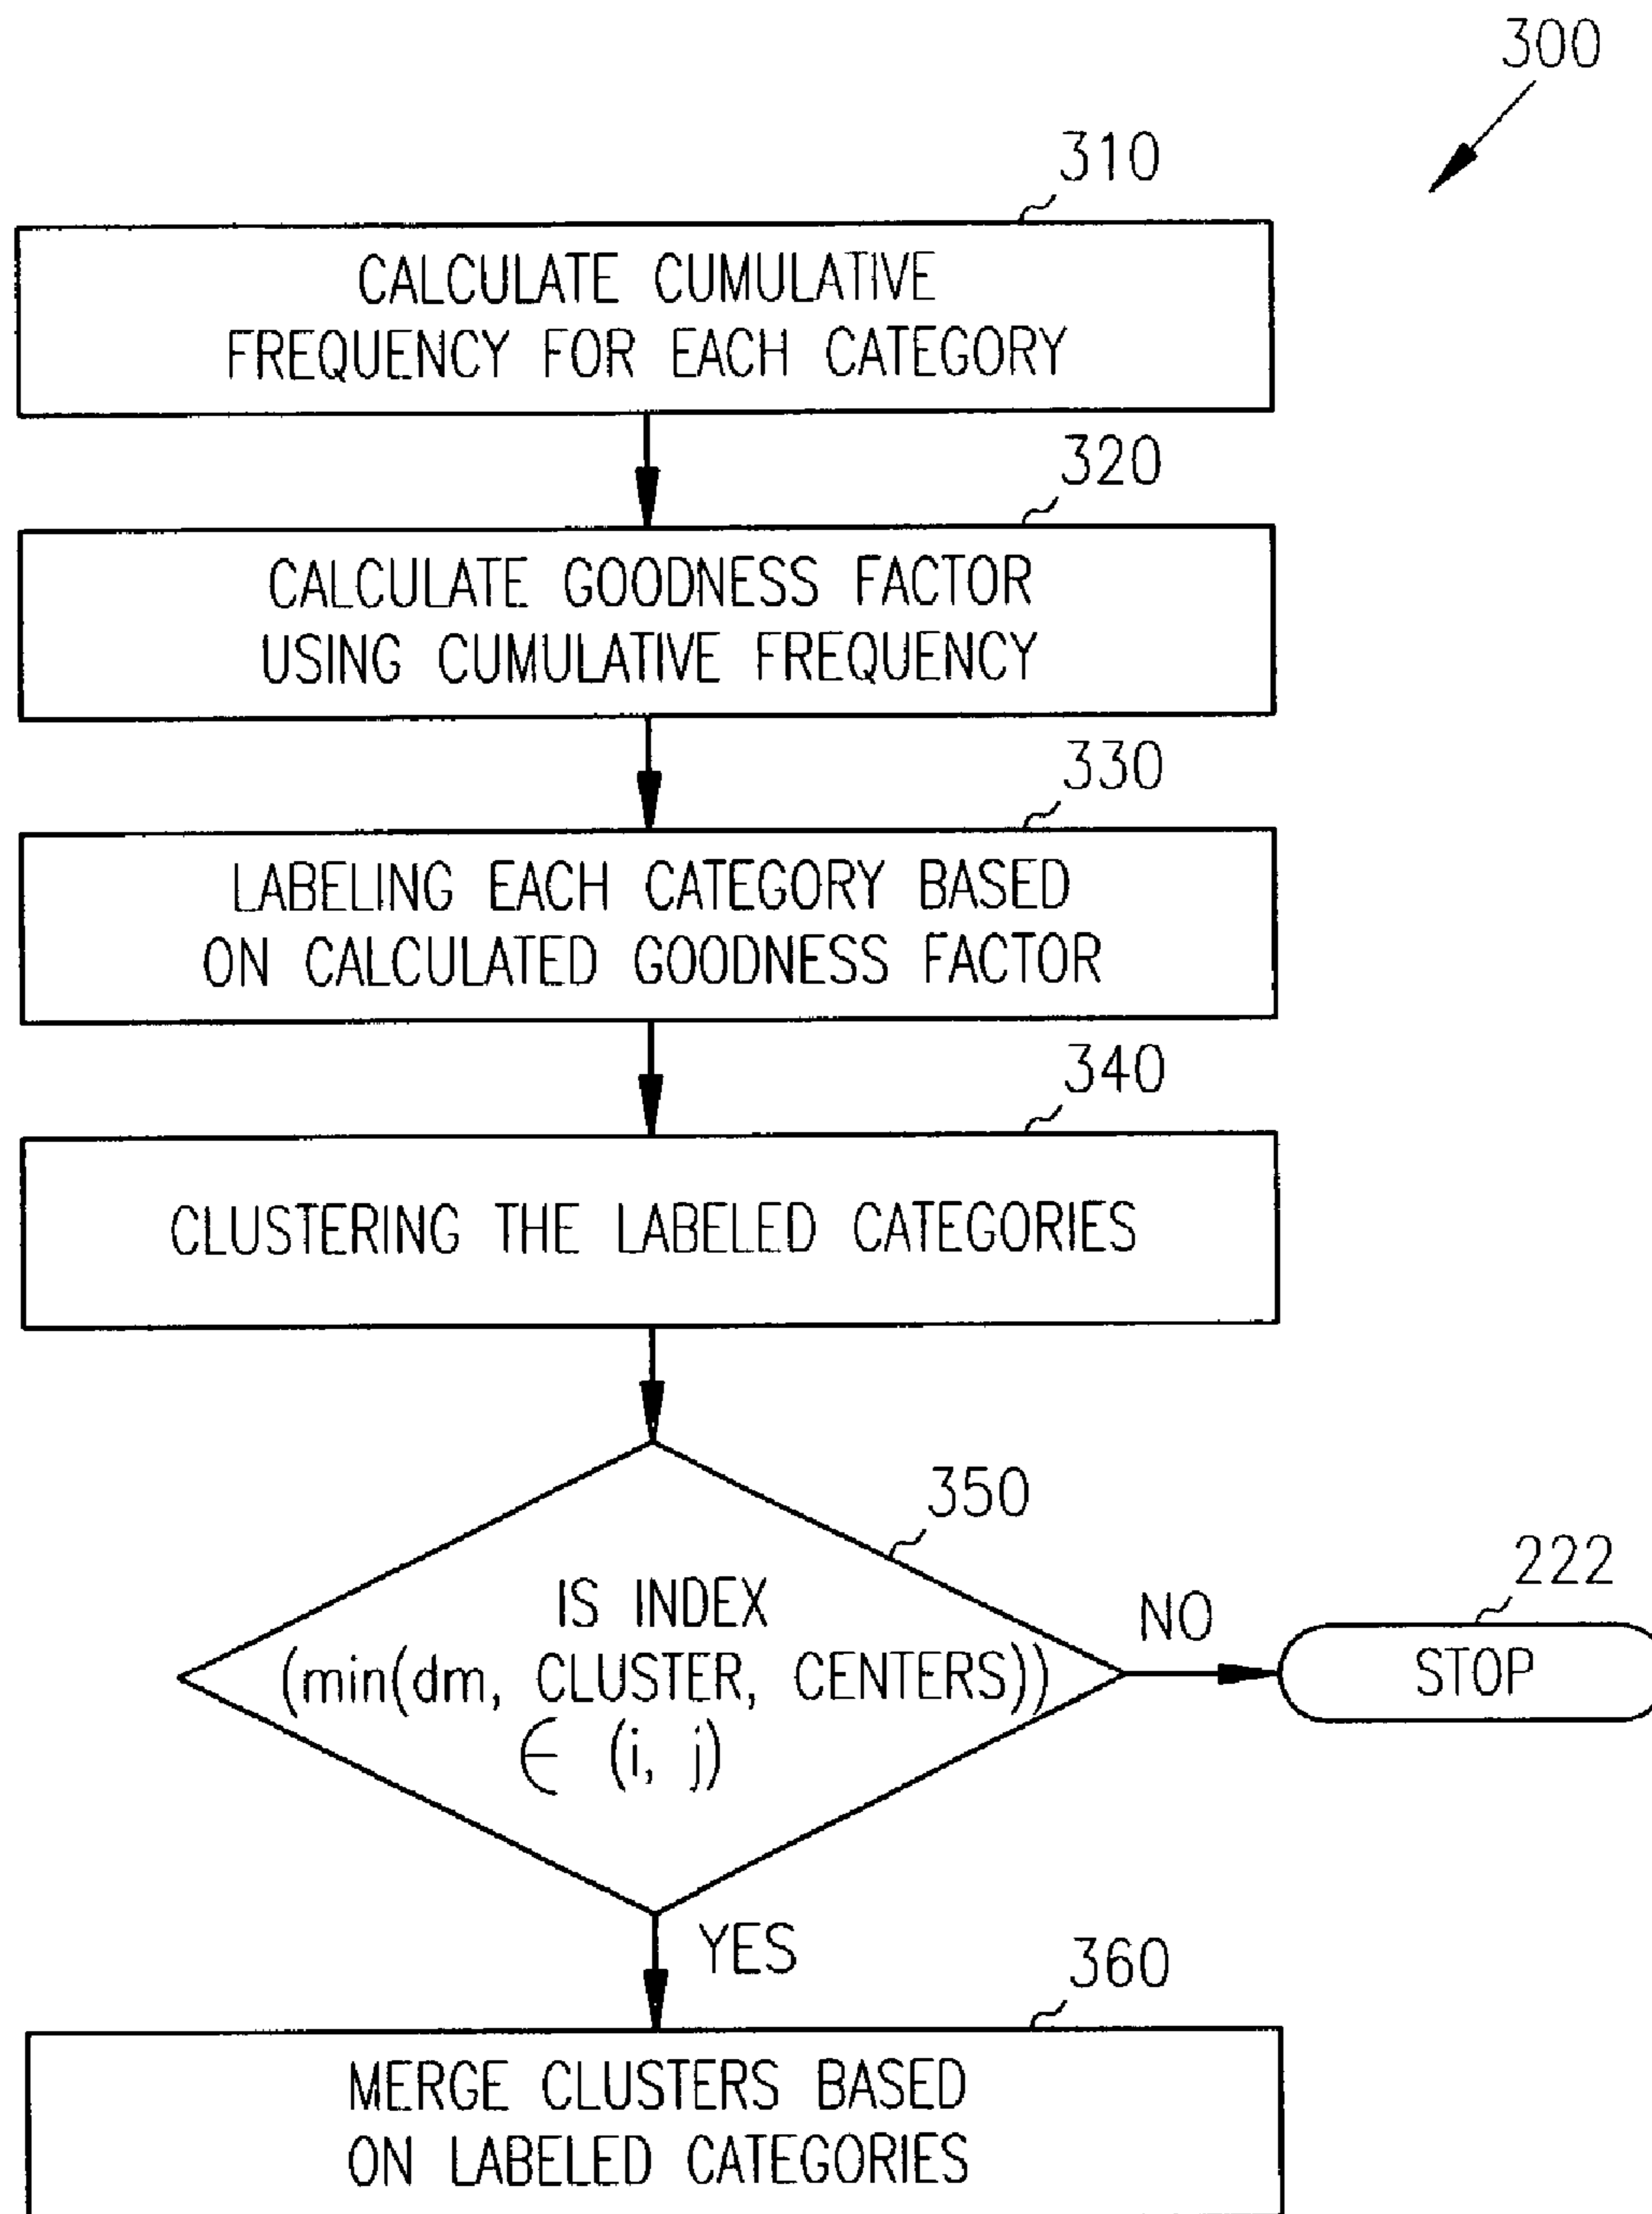 300
310
CALCULATE CUMULATIVE
FREQUENCY FOR EACH CATEGORY
320
CALCULATE GOODNESS FACTOR
USING CUMULATIVE FREQUENCY
330
LABELING EACH CATEGORY BASED
ON CALCULATED GOODNESS FACTOR
340
CLUSTERING THE LABELED CATEGORIES
350
IS INDEX
(min(dm, CLUSTER, CENTERS))
∈ (i, j)
NO
222
STOP
YES
360
MERGE CLUSTERS BASED
ON LABELED CATEGORIES